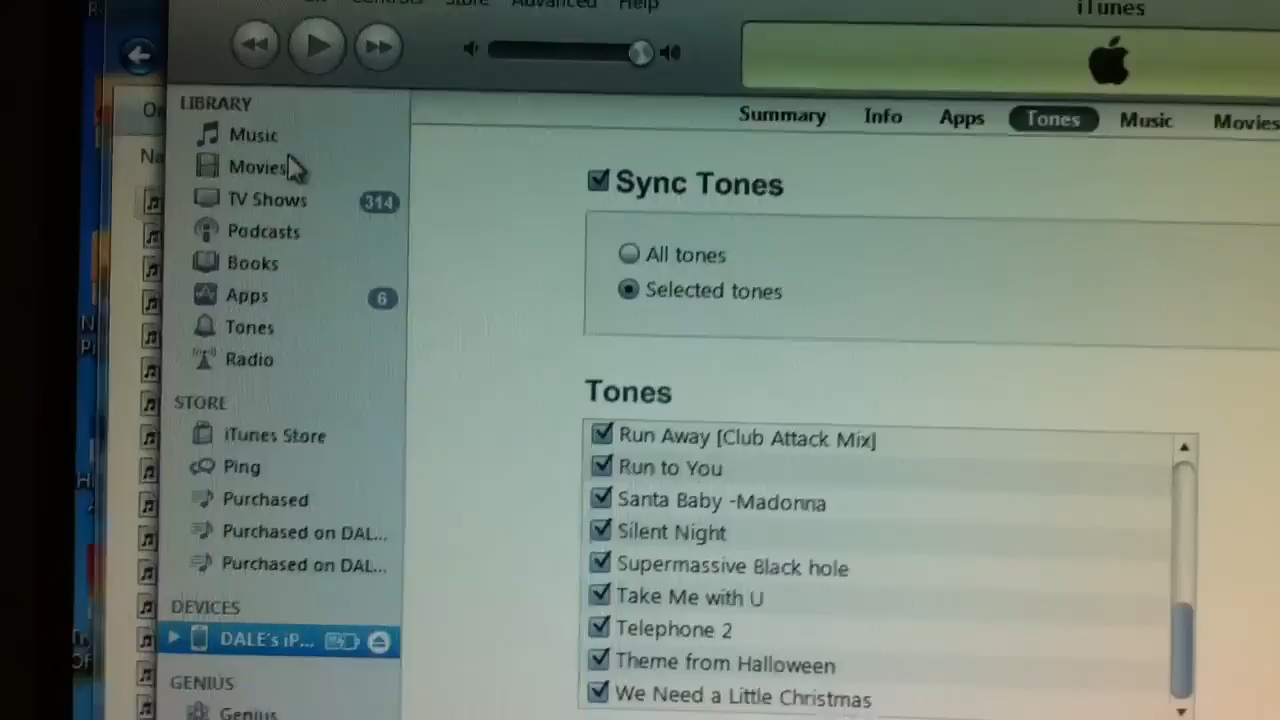 Controls Store Advanced Help
iTunes
LIBRARY
Music
Movies
TV Shows 314
Podcasts
Books
Apps 6
Tones
Radio
STORE
iTunes Store
Ping
Purchased
Purchased on DAL...
Purchased on DAL...
DEVICES
DALE's iP...
GENIUS
Genius
Summary Info Apps Tones Music Movies
Sync Tones
All tones
Selected tones
Tones
Run Away [Club Attack Mix]
Run to You
Santa Baby -Madonna
Silent Night
Supermassive Black hole
Take Me with U
Telephone 2
Theme from Halloween
We Need a Little Christmas